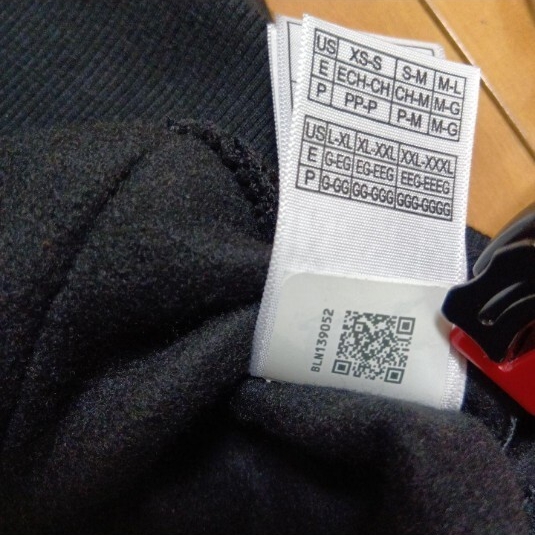 US XS-S S-M M-L
E ECH-CH CH-M M-G
P PP-P P-M M-G
US L-XL XL-XXL XXL-XXXL
E G-EG EG-EEG EEG-EEEG
P G-GG GG-GGG GGG-GGGG
BLN139052